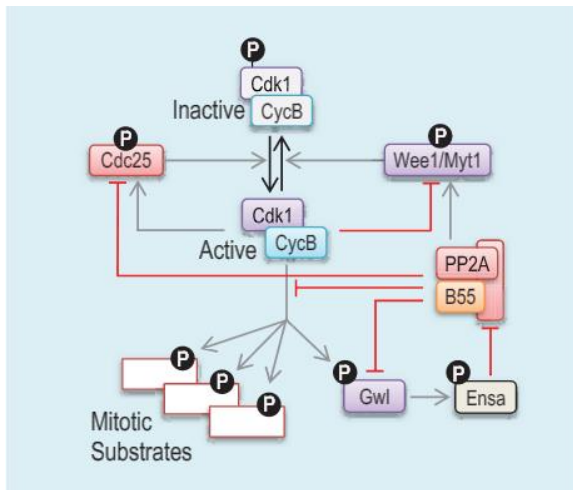 P
Cdk1
Inactive
CycB
P
Cdc25
P
Wee1/Myt1
Cdk1
Active
CycB
PP2A
B55
P
P
P
Mitotic
Substrates
P
Gwl
P
Ensa